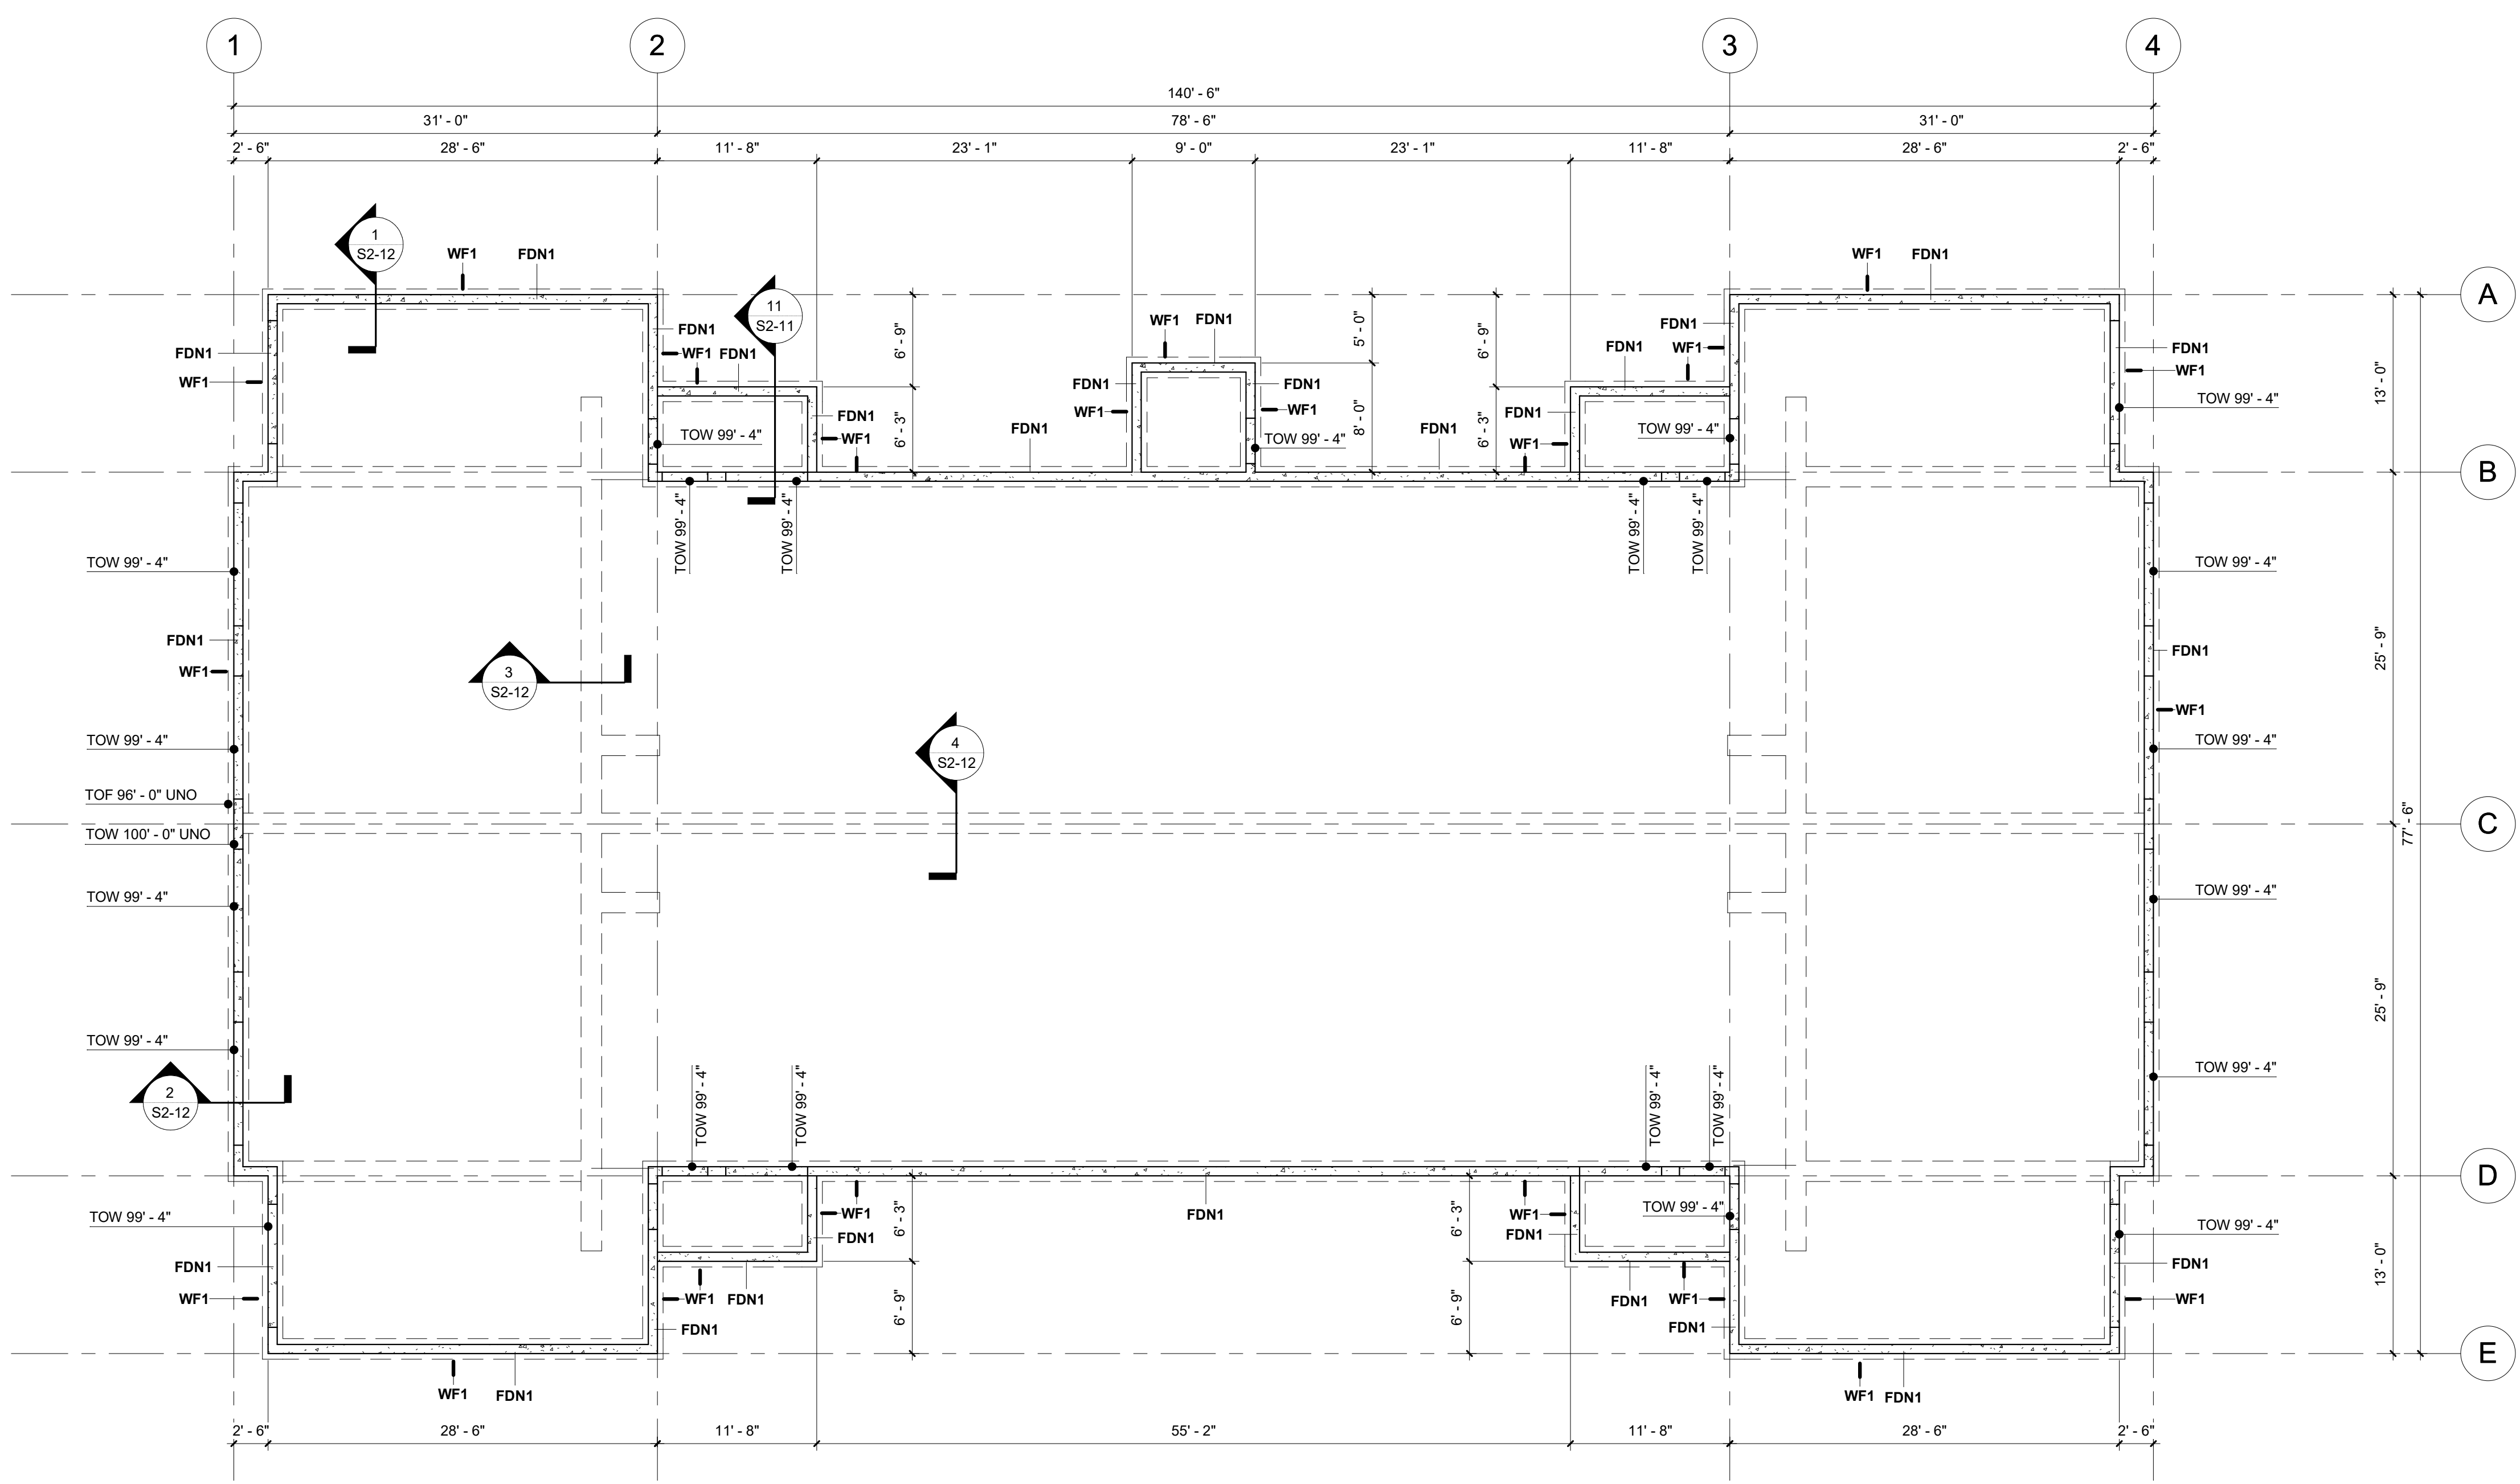 1
2
3
4
140' - 6"
31' - 0"
78' - 6"
31' - 0"
2' - 6"
28' - 6"
11' - 8"
23' - 1"
9' - 0"
23' - 1"
11' - 8"
28' - 6"
2' - 6"
1
S2-12
WF1
FDN1
WF1
FDN1
A
11
S2-11
FDN1
WF1
FDN1
6' - 9"
WF1
FDN1
5' - 0"
6' - 9"
FDN1
WF1
FDN1
FDN1
WF1
FDN1
WF1
13' - 0"
FDN1
WF1
FDN1
WF1
TOW 99' - 4"
FDN1
WF1
TOW 99' - 4"
6' - 3"
FDN1
FDN1
WF1
FDN1
WF1
TOW 99' - 4"
8' - 0"
FDN1
6' - 3"
FDN1
WF1
TOW 99' - 4"
B
TOW 99' - 4"
TOW 99' - 4"
TOW 99' - 4"
TOW 99' - 4"
TOW 99' - 4"
TOW 99' - 4"
FDN1
WF1
3
S2-12
25' - 9"
FDN1
WF1
TOW 99' - 4"
4
S2-12
TOW 99' - 4"
TOF 96' - 0" UNO
TOW 100' - 0" UNO
C
77' - 6"
TOW 99' - 4"
TOW 99' - 4"
25' - 9"
TOW 99' - 4"
TOW 99' - 4"
2
S2-12
TOW 99' - 4"
TOW 99' - 4"
TOW 99' - 4"
TOW 99' - 4"
D
TOW 99' - 4"
WF1
FDN1
6' - 3"
FDN1
6' - 3"
WF1
FDN1
TOW 99' - 4"
TOW 99' - 4"
FDN1
WF1
WF1
FDN1
FDN1
6' - 9"
6' - 9"
FDN1
WF1
FDN1
FDN1
WF1
13' - 0"
E
WF1
FDN1
WF1
FDN1
2' - 6"
28' - 6"
11' - 8"
55' - 2"
11' - 8"
28' - 6"
2' - 6"